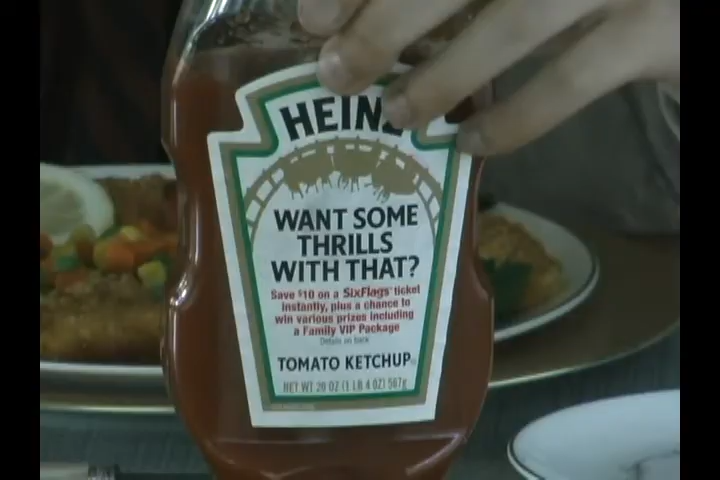 HEINZ
WANT SOME
THRILLS
WITH THAT?
Save $10 on a SixFlags ticket
instantly, plus a chance to
win various prizes including
a Family VIP Package
Details on back
TOMATO KETCHUP
NET WT 20 OZ (1 LB 4 OZ) 567g